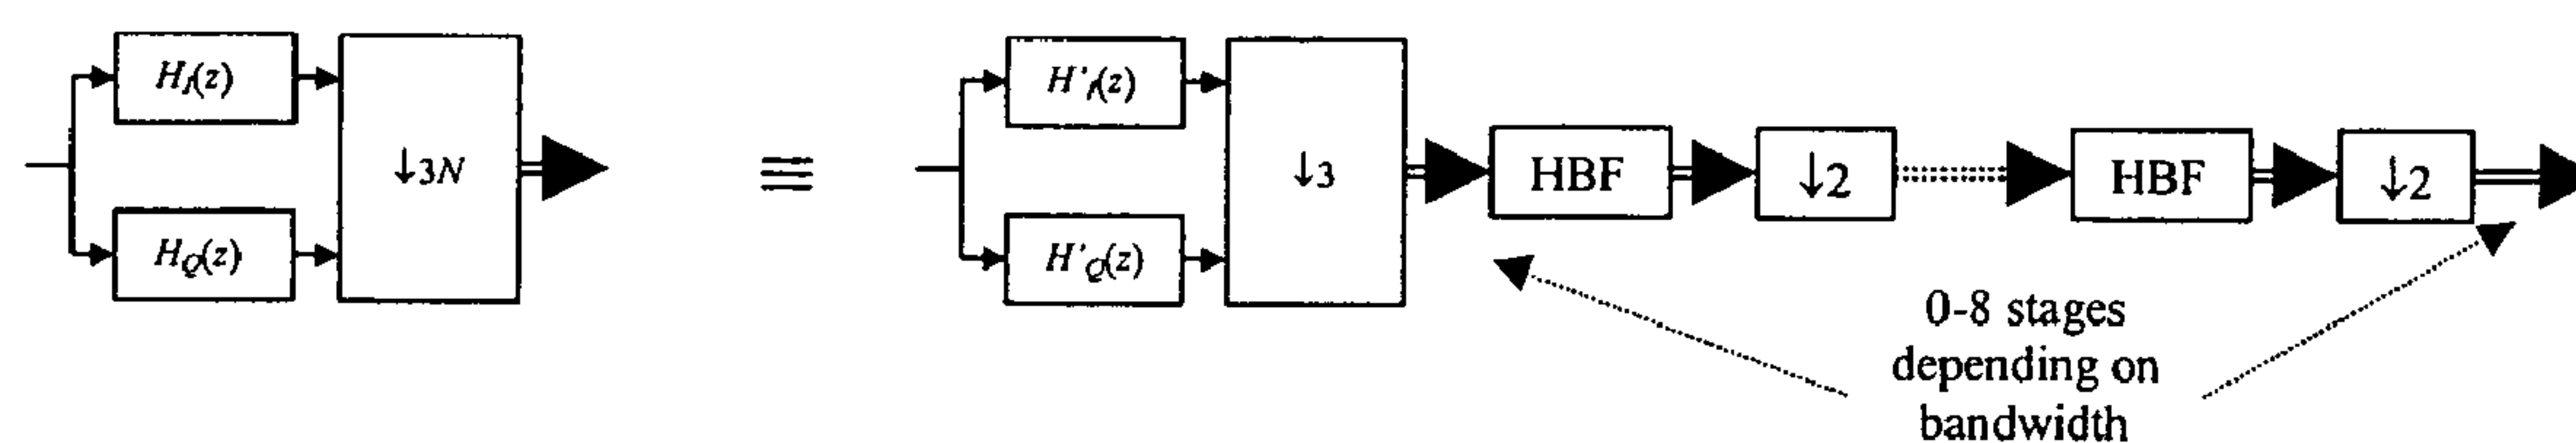 H_I(z)
H_Q(z)
↓3N
≡
H'_I(z)
H'_Q(z)
↓3
HBF
↓2
HBF
↓2
0-8 stages
depending on
bandwidth